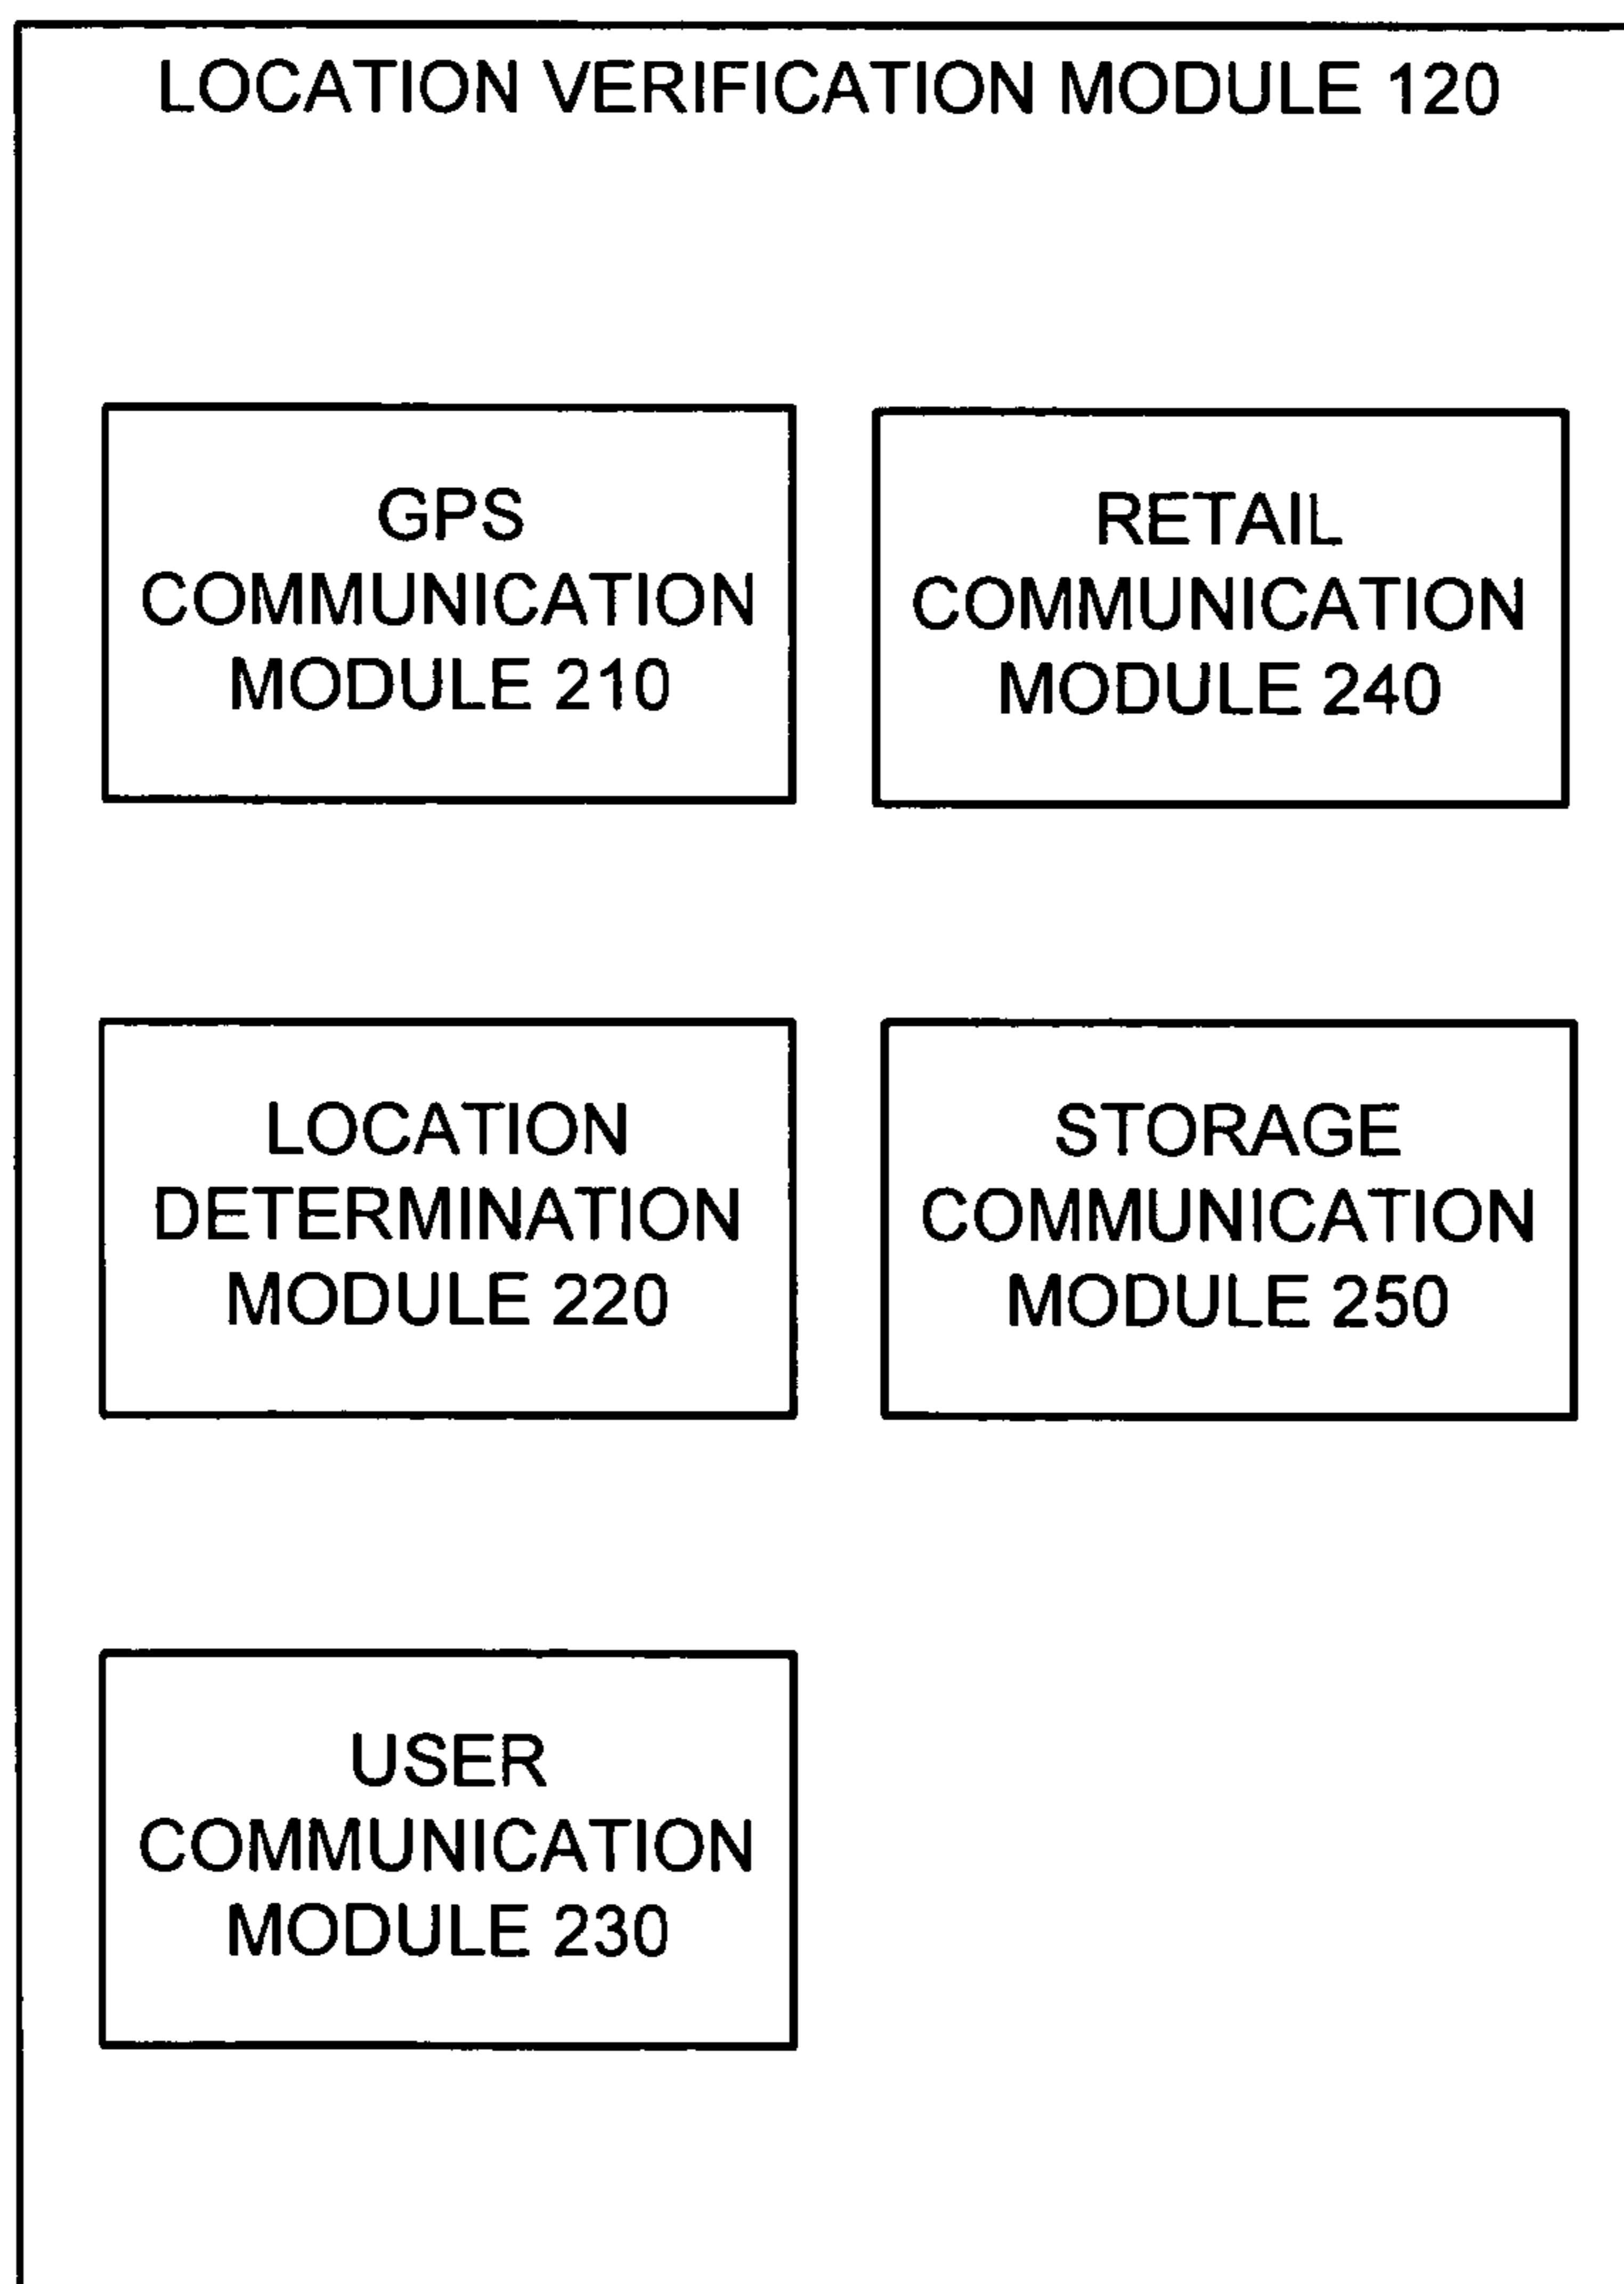 LOCATION VERIFICATION MODULE 120
GPS
COMMUNICATION
MODULE 210
RETAIL
COMMUNICATION
MODULE 240
LOCATION
DETERMINATION
MODULE 220
STORAGE
COMMUNICATION
MODULE 250
USER
COMMUNICATION
MODULE 230